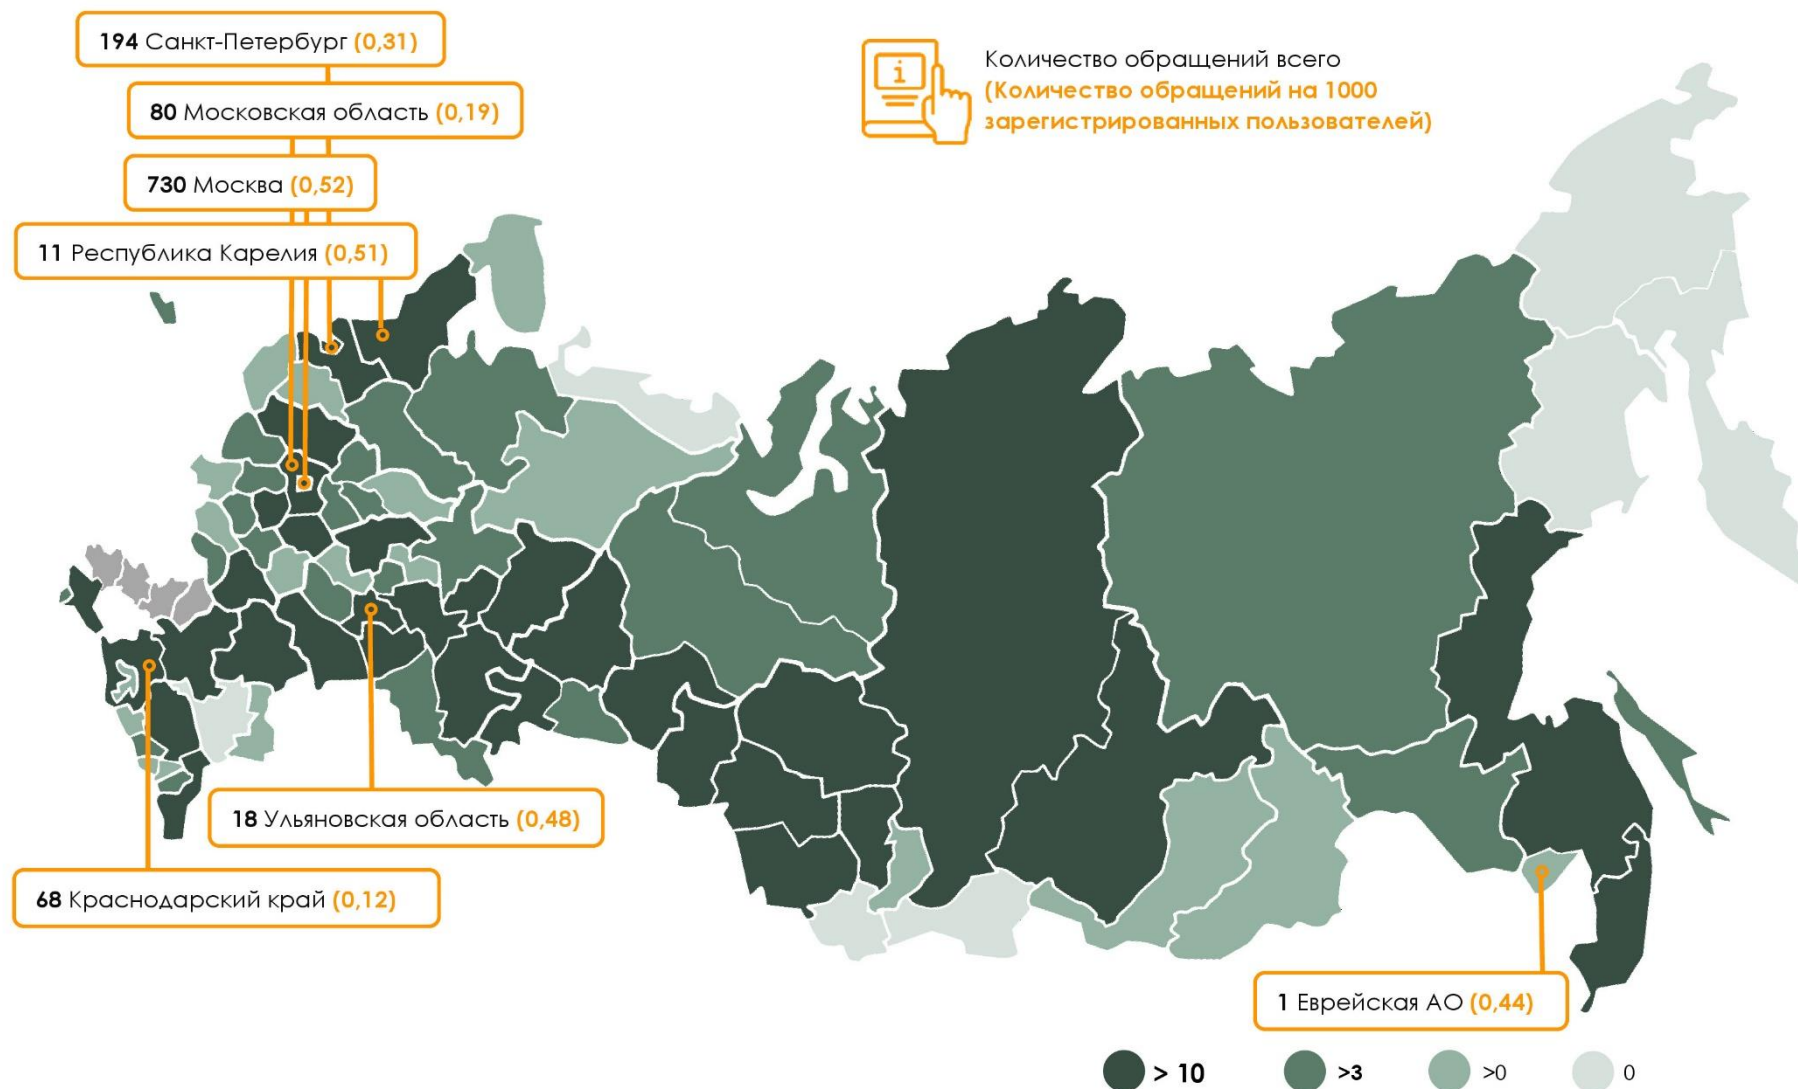 194 Санкт-Петербург (0,31)
80 Московская область (0,19)
730 Москва (0,52)
11 Республика Карелия (0,51)
i
Количество обращений всего
(Количество обращений на 1000
зарегистрированных пользователей)
18 Ульяновская область (0,48)
68 Краснодарский край (0,12)
1 Еврейская АО (0,44)
> 10
>3
>0
0